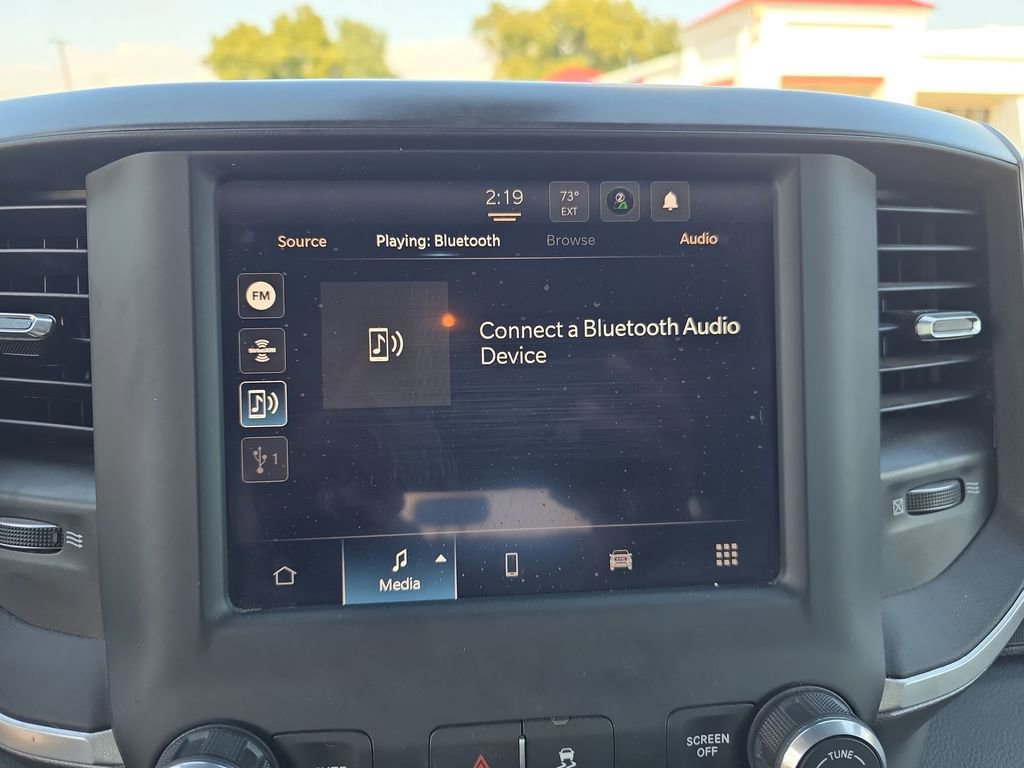 2:19
73°
EXT
2
Source Playing: Bluetooth Browse Audio
FM
Connect a Bluetooth Audio
Device
1
Media
SCREEN
OFF
TUNE